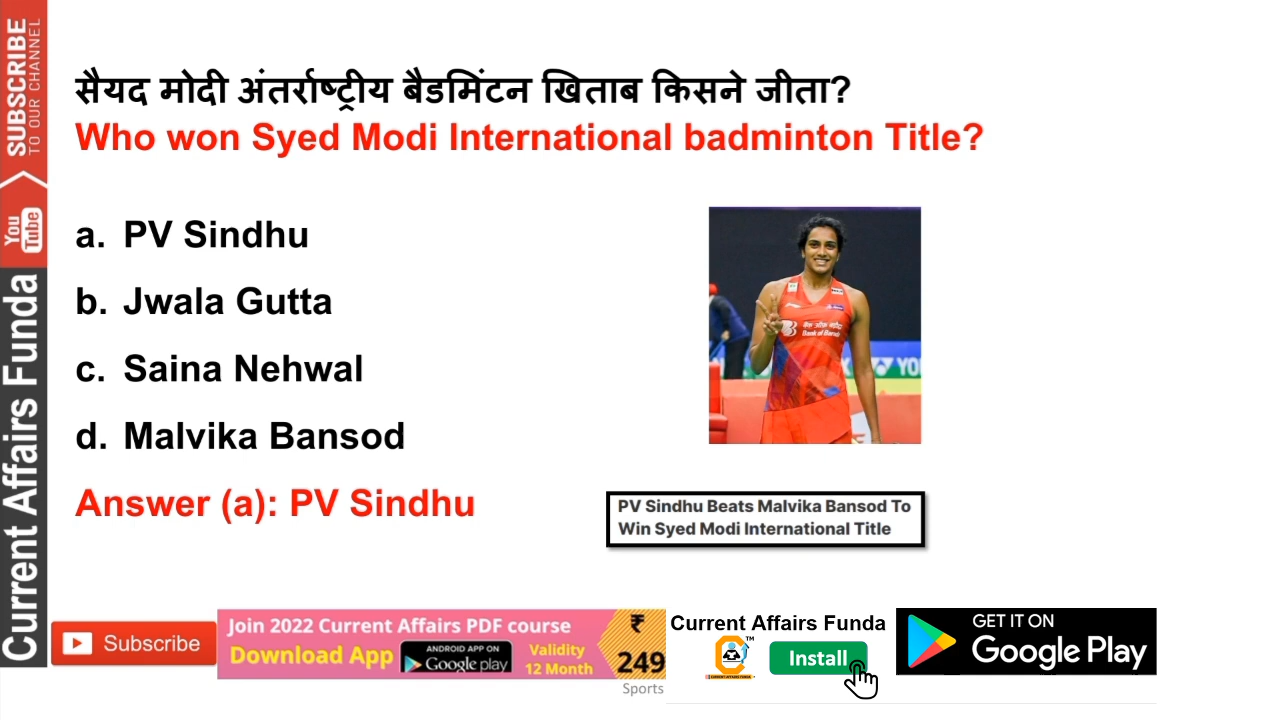 SUBSCRIBE
TO OUR CHANNEL
You
Tube
Current Affairs Funda
सैयद मोदी अंतर्राष्ट्रीय बैडमिंटन खिताब किसने जीता?
Who won Syed Modi International badminton Title?
a. PV Sindhu
b. Jwala Gutta
c. Saina Nehwal
d. Malvika Bansod
Answer (a): PV Sindhu
PV Sindhu Beats Malvika Bansod To
Win Syed Modi International Title
Subscribe
Join 2022 Current Affairs PDF course
Download App
ANDROID APP ON
Google play
Validity
12 Month
₹
249
Sports
Current Affairs Funda
TM
Install
GET IT ON
Google Play